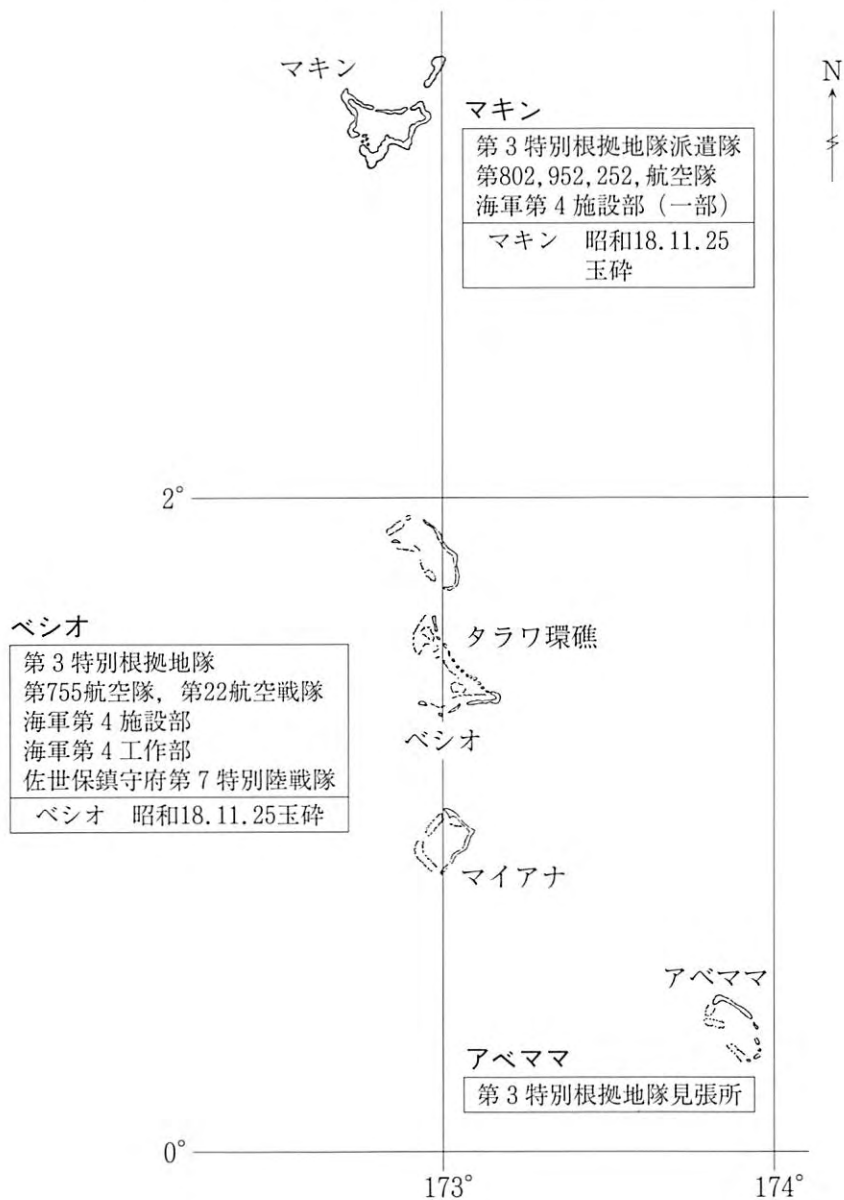 マキン
N
マキン
第3特別根拠地隊派遣隊
第802,952,252,航空隊
海軍第4施設部（一部）
マキン 昭和18.11.25
玉砕
2°
タラワ環礁
ベシオ
ベシオ
第3特別根拠地隊
第755航空隊，第22航空戦隊
海軍第4施設部
海軍第4工作部
佐世保鎮守府第7特別陸戦隊
ベシオ 昭和18.11.25玉砕
マイアナ
アベママ
アベママ
第3特別根拠地隊見張所
0°
173°
174°